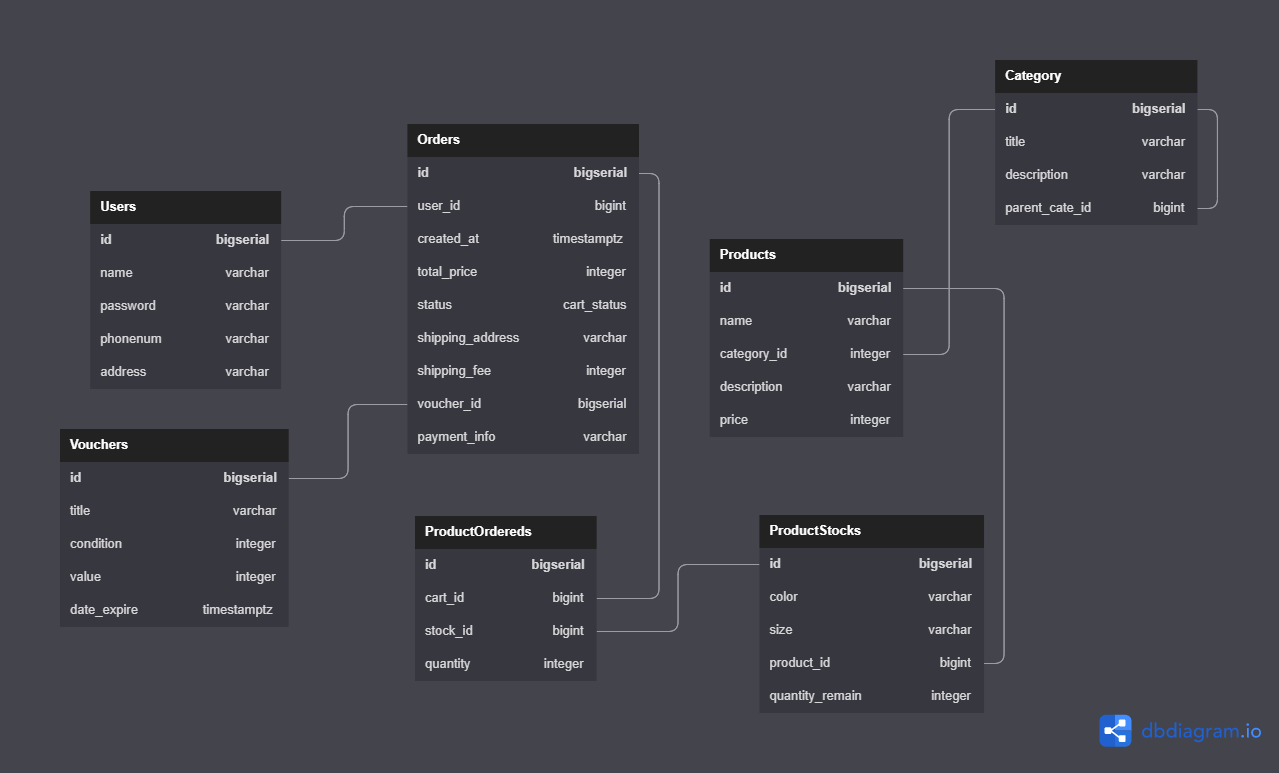 Category
id bigserial
title varchar
description varchar
parent_cate_id bigint
Orders
id bigserial
user_id bigint
created_at timestamptz
total_price integer
status cart_status
shipping_address varchar
shipping_fee integer
voucher_id bigserial
payment_info varchar
Users
id bigserial
name varchar
password varchar
phonenum varchar
address varchar
Products
id bigserial
name varchar
category_id integer
description varchar
price integer
Vouchers
id bigserial
title varchar
condition integer
value integer
date_expire timestamptz
ProductOrdereds
id bigserial
cart_id bigint
stock_id bigint
quantity integer
ProductStocks
id bigserial
color varchar
size varchar
product_id bigint
quantity_remain integer
dbdiagram.io